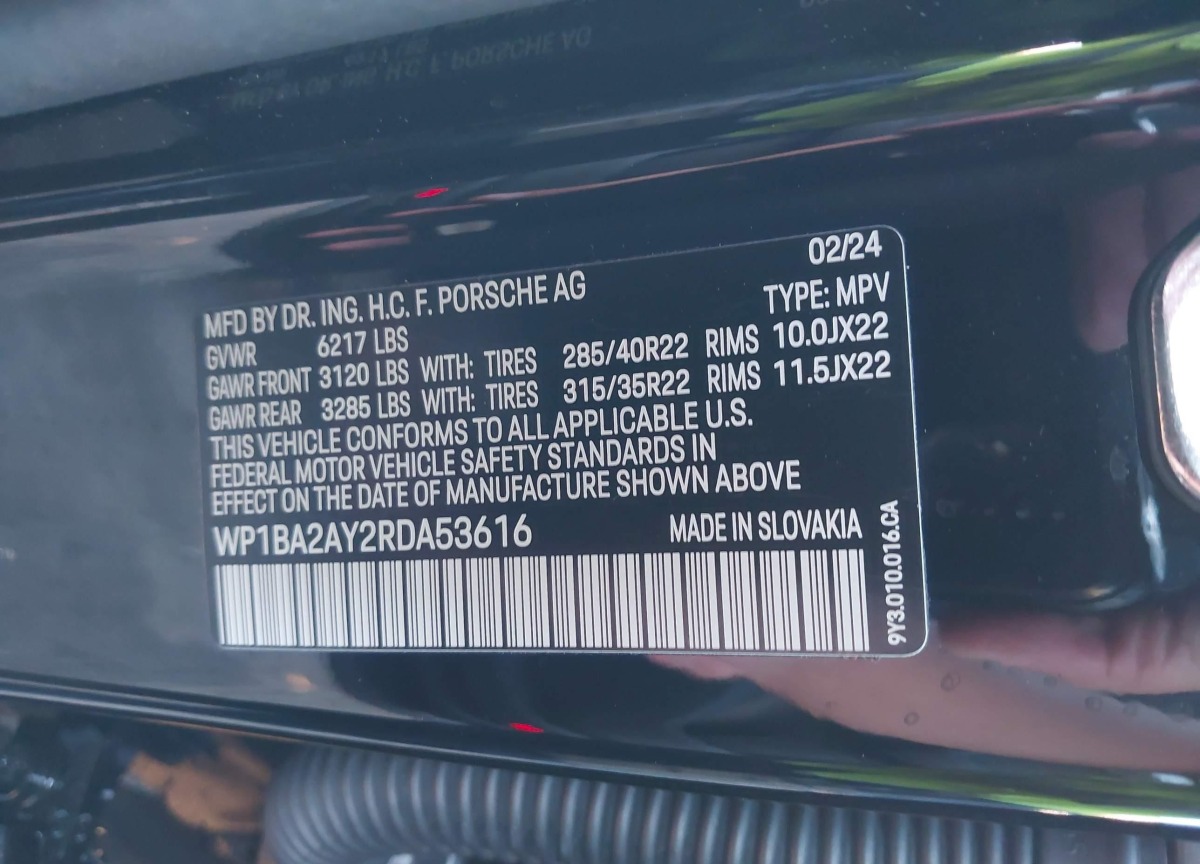 02/24
MFD BY DR. ING. H.C. F. PORSCHE AG
TYPE: MPV
GVWR 6217 LBS
GAWR FRONT 3120 LBS WITH: TIRES 285/40R22 RIMS 10.0JX22
GAWR REAR 3285 LBS WITH: TIRES 315/35R22 RIMS 11.5JX22
THIS VEHICLE CONFORMS TO ALL APPLICABLE U.S.
FEDERAL MOTOR VEHICLE SAFETY STANDARDS IN
EFFECT ON THE DATE OF MANUFACTURE SHOWN ABOVE
WP1BA2AY2RDA53616 MADE IN SLOVAKIA
9Y3.010.016.CA